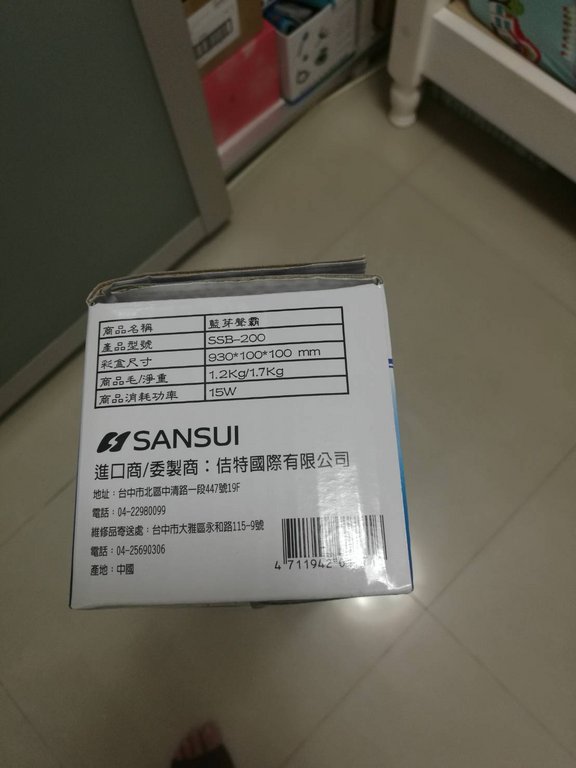 商品名稱 藍芽聲霸
產品型號 SSB-200
彩盒尺寸 930*100*100 mm
商品毛/淨重 1.2Kg/1.7Kg
商品消耗功率 15W
SANSUI
進口商/委製商：佶特國際有限公司
地址：台中市北區中清路一段447號19F
電話：04-22980099
維修品寄送處：台中市大雅區永和路115-9號
電話：04-25690306
產地：中國
4 711942